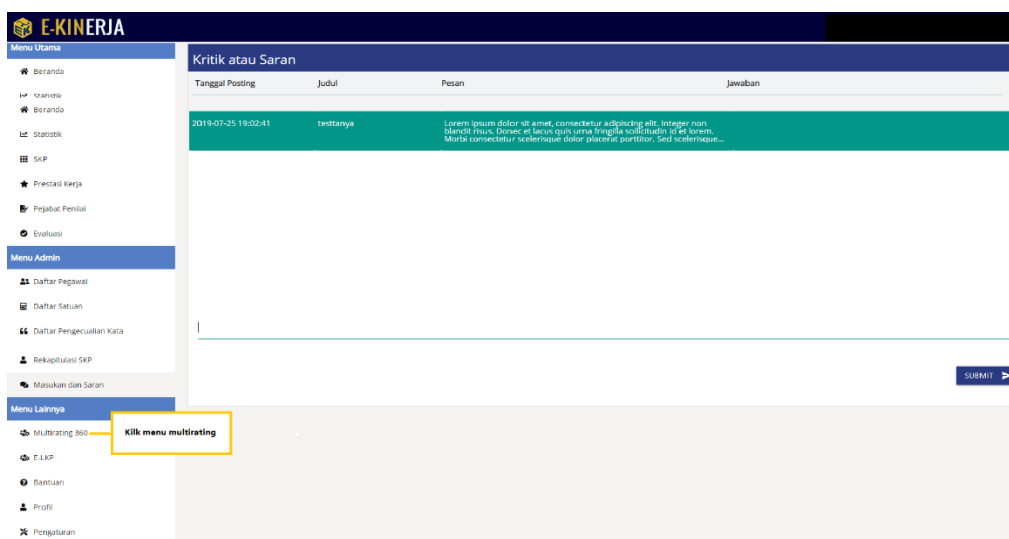 E-KINERJA
Menu Utama
Beranda
Statistik
Beranda
Statistik
SKP
Prestasi Kerja
Pejabat Penilai
Evaluasi
Menu Admin
Daftar Pegawai
Daftar Satuan
Daftar Pengecualian Kata
Rekapitulasi SKP
Masukan dan Saran
Menu Lainnya
Multirating 360
Kilk menu multirating
E-LKP
Bantuan
Profil
Pengaturan
Kritik atau Saran
Tanggal Posting Judul Pesan Jawaban
2019-07-25 19:02:41 testtanya Lorem ipsum dolor sit amet, consectetur adipiscing elit. Integer non
blandit risus. Donec et lacus quis urna fringilla sollicitudin id et lorem.
Morbi consectetur scelerisque dolor placerat porttitor. Sed scelerisque...
SUBMIT